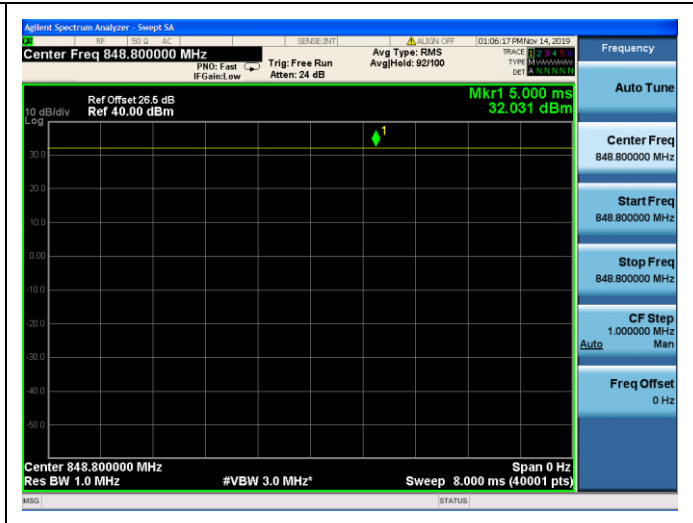 Agilent Spectrum Analyzer - Swept SA
RF 50 Ω AC SENSE:INT ALIGN OFF 01:06:17 PM Nov 14, 2019
Center Freq 848.800000 MHz
PNO: Fast
IFGain:Low
Trig: Free Run
Atten: 24 dB
Avg Type: RMS
Avg|Hold: 92/100
TRACE 1 2 3 4 5 6
TYPE MWWWWW
DET A N N N N N
Ref Offset 26.5 dB
10 dB/div Ref 40.00 dBm
Log
Mkr1 5.000 ms
32.031 dBm
1
30.0
20.0
10.0
0.00
-10.0
-20.0
-30.0
-40.0
-50.0
Center 848.800000 MHz Span 0 Hz
Res BW 1.0 MHz #VBW 3.0 MHz* Sweep 8.000 ms (40001 pts)
MSG STATUS
Frequency
Auto Tune
Center Freq
848.800000 MHz
Start Freq
848.800000 MHz
Stop Freq
848.800000 MHz
CF Step
1.000000 MHz
Auto Man
Freq Offset
0 Hz